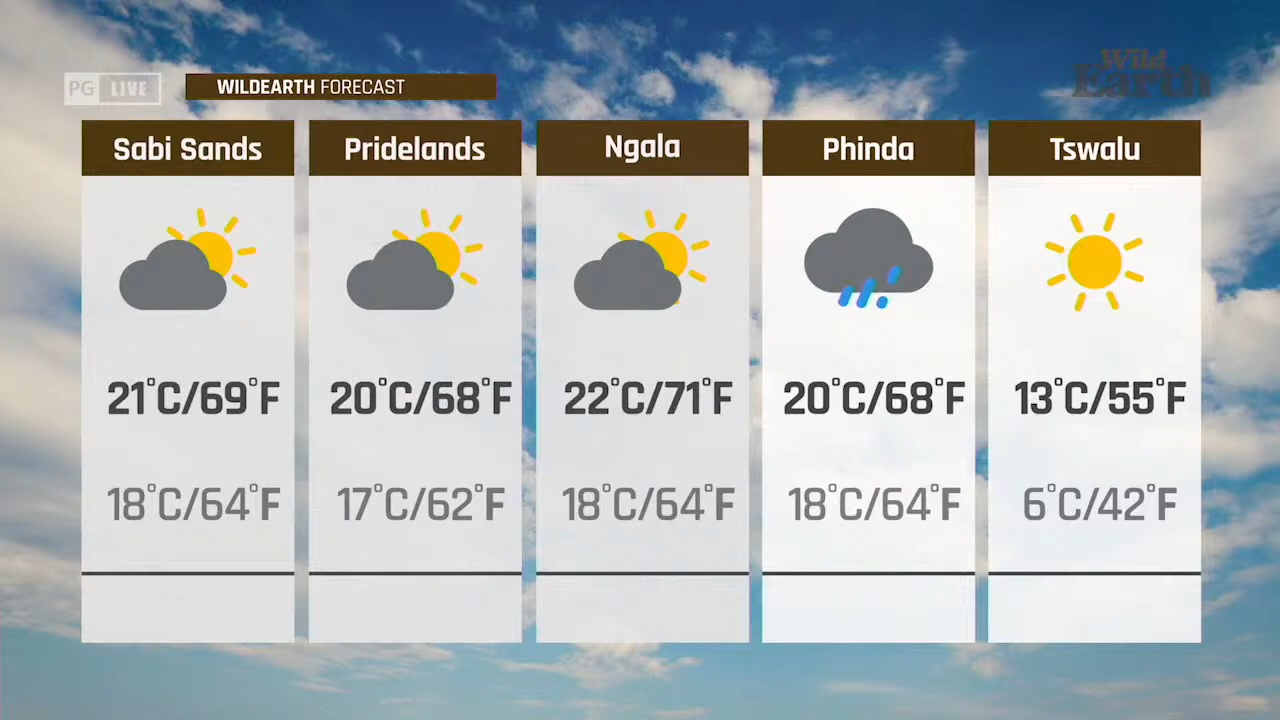 PG LIVE
WILDEARTH FORECAST
Wild
Earth
Sabi Sands
21°C/69°F
18°C/64°F
Pridelands
20°C/68°F
17°C/62°F
Ngala
22°C/71°F
18°C/64°F
Phinda
20°C/68°F
18°C/64°F
Tswalu
13°C/55°F
6°C/42°F